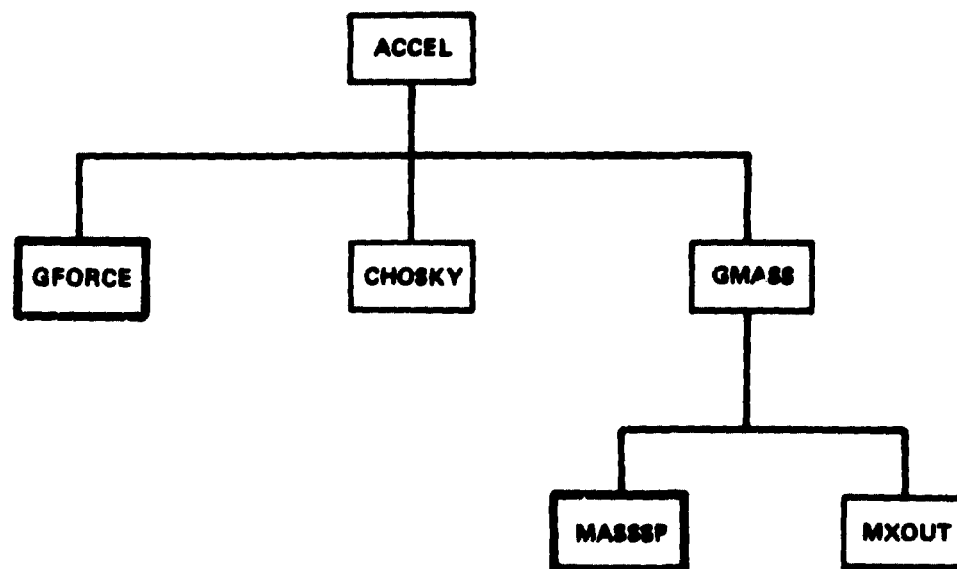 ACCEL
GFORCE
CHOSKY
GMASS
MASSSP
MXOUT